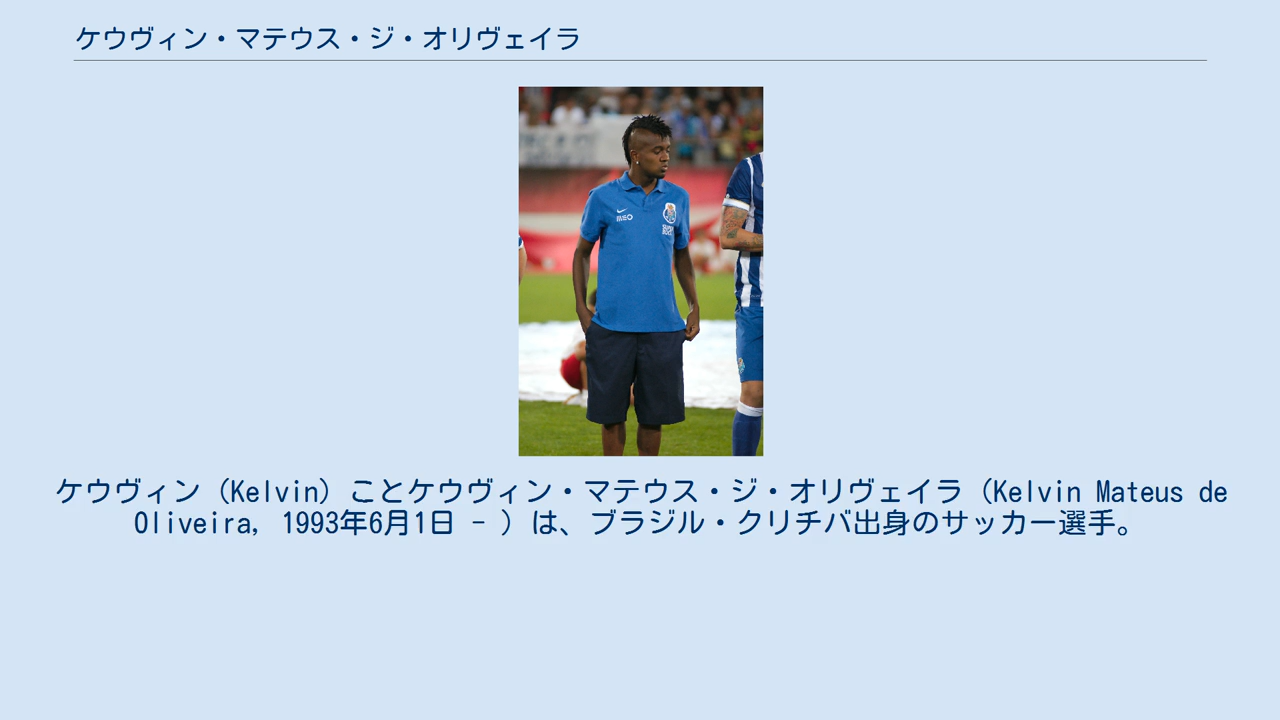 ケウヴィン・マテウス・ジ・オリヴェイラ
MEO
ケウヴィン（Kelvin）ことケウヴィン・マテウス・ジ・オリヴェイラ（Kelvin Mateus de
Oliveira, 1993年6月1日 - ）は、ブラジル・クリチバ出身のサッカー選手。